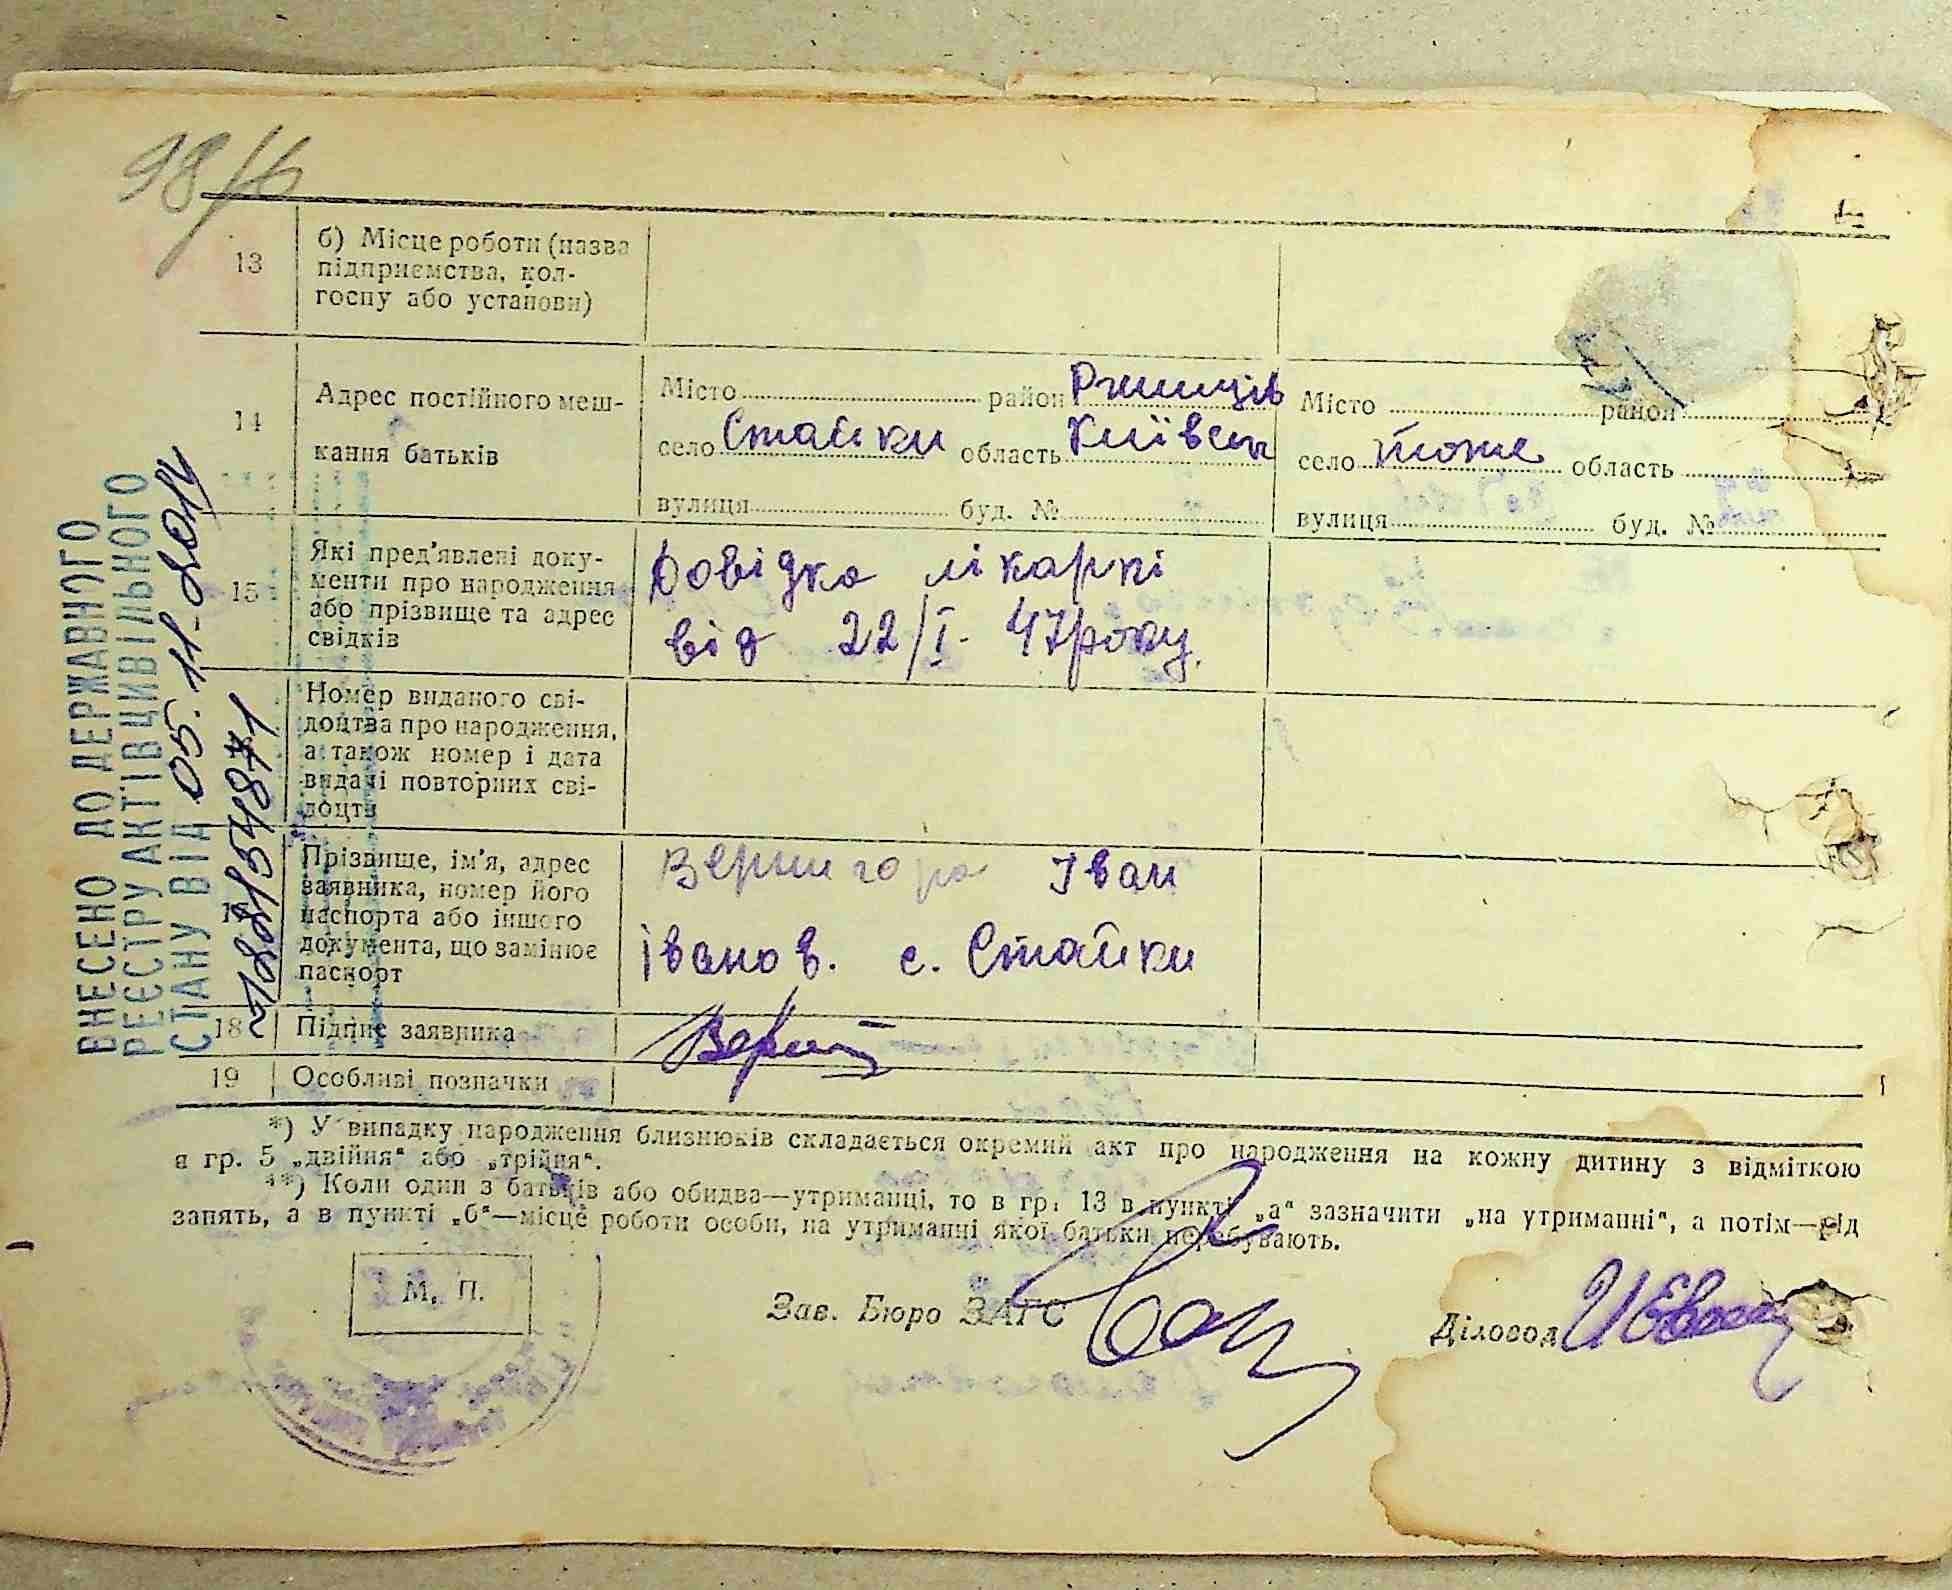 13
б) Місце роботи (назва
підприємства, кол-
госпу або установи)
14
Адрес постійного меш-
кання батьків
Місто район Ржищів
село Стайки область Київськ
вулиця буд. №
Місто район
село тоже область
вулиця буд. №
15
Які пред'явлені доку-
менти про народження
або прізвище та адрес
свідків
Довідка лікарні
від 22/I- 47 року.
Номер виданого сві-
доцтва про народження,
а також номер і дата
видачі повторних сві-
доцтв
Прізвище, ім'я, адрес
заявника, номер його
паспорта або іншого
документа, що замінює
паспорт
Вернигора Іван
Іванов. с. Стайки
18
Підпис заявника
19
Особливі позначки
*) У випадку народження близнюків складається окремий акт про народження на кожну дитину з відміткою
в гр. 5 „двійня“ або „трійня“.
**) Коли один з батьків або обидва—утриманці, то в гр. 13 в пункті „а“ зазначити „на утриманні“, а потім—рід
занять, а в пункті „б“—місце роботи особи, на утриманні якої батьки перебувають.
М. П.
Зав. Бюро ЗАГС
Діловод
ВНЕСЕНО ДО ДЕРЖАВНОГО
РЕЄСТРУ АКТІВ ЦИВІЛЬНОГО
СТАНУ ВІД 05.11.2014